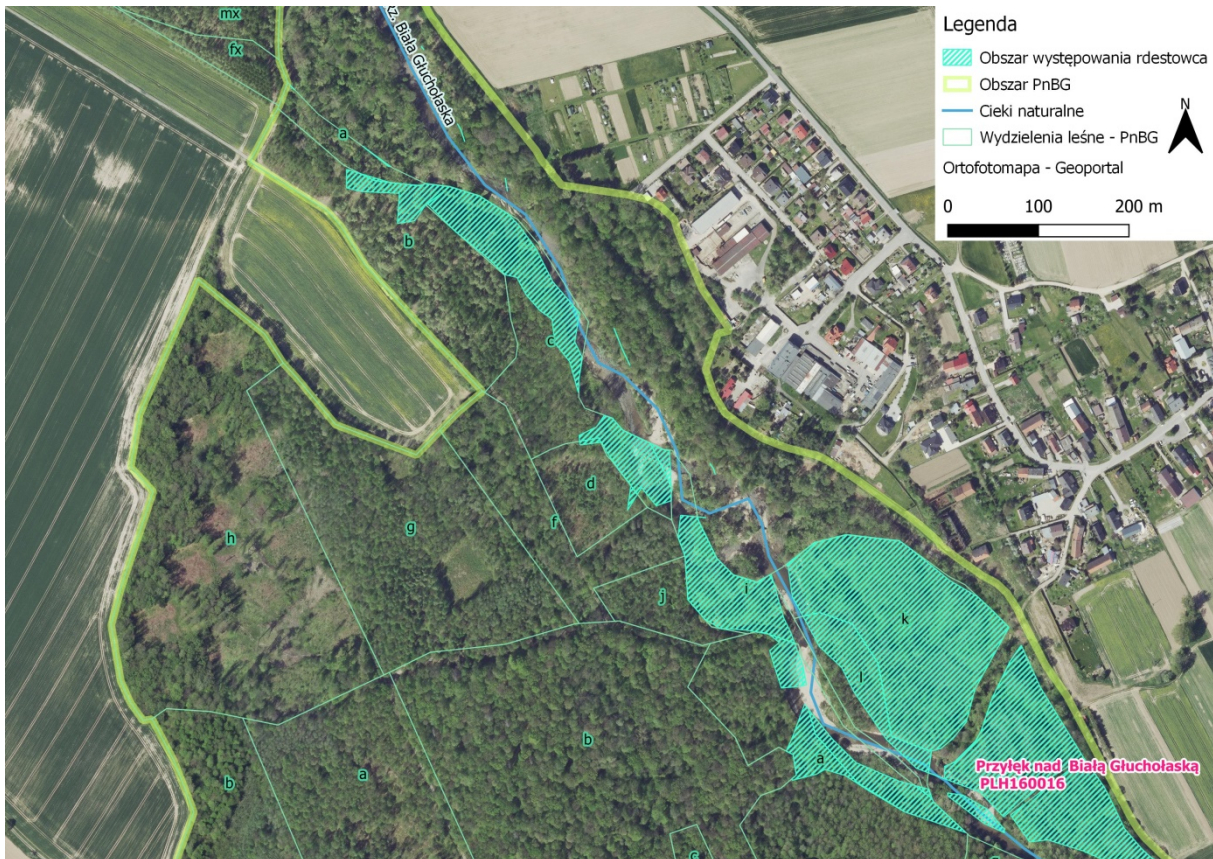 mx
fx
a
b
c
d
f
g
h
j
i
k
l
b
a
b
a
c
rz. Biała Głuchołaska
Przyłęk nad Białą Głuchołaską
PLH160016
Legenda
Obszar występowania rdestowca
Obszar PnBG
Cieki naturalne
Wydzielenia leśne - PnBG
Ortofotomapa - Geoportal
N
0 100 200 m